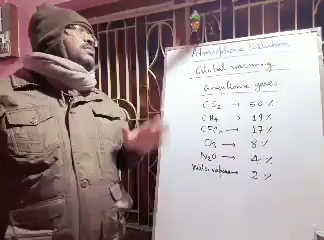 Atmospheric Pollution
Global warming
Greenhouse gases
CO₂ → 50 %
CH₄ → 19 %
CFCs → 17 %
O₃ → 8 %
N₂O → 4 %
Water vapour → 2 %